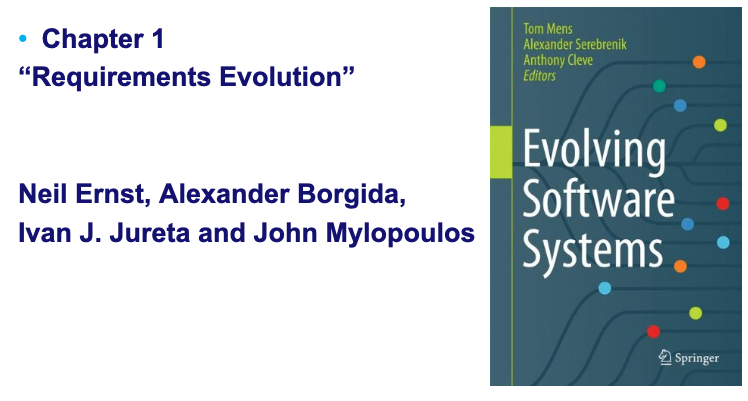 • Chapter 1
“Requirements Evolution”
Neil Ernst, Alexander Borgida,
Ivan J. Jureta and John Mylopoulos
Tom Mens
Alexander Serebrenik
Anthony Cleve
Editors
Evolving
Software
Systems
Springer